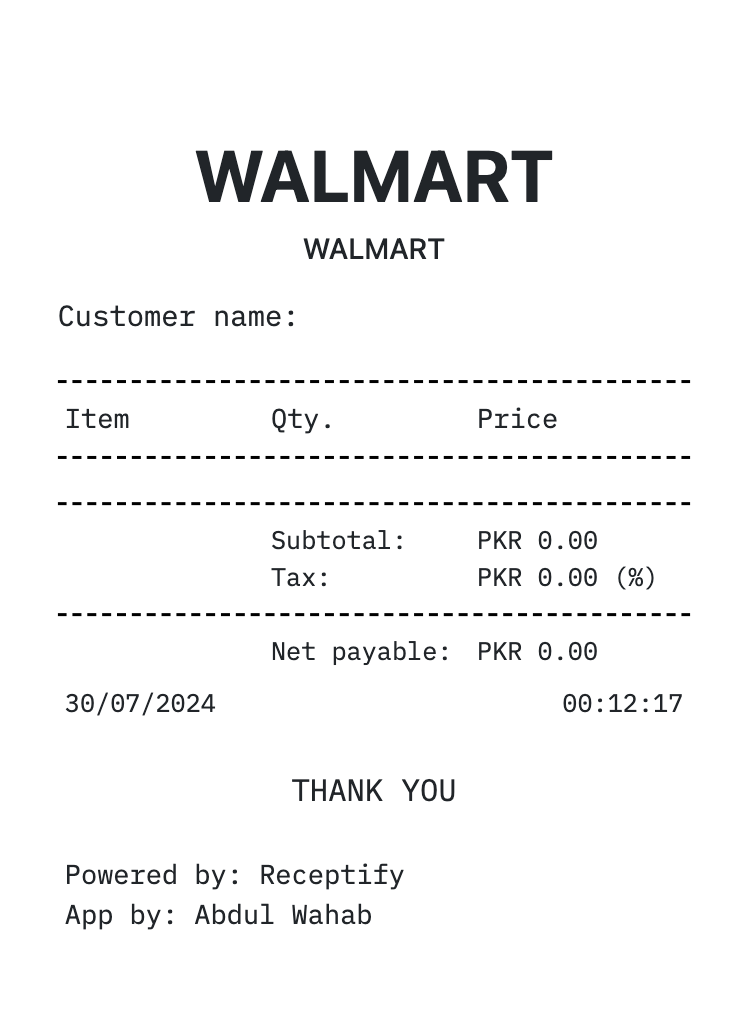 WALMART
WALMART
Customer name:
Item Qty. Price
Subtotal: PKR 0.00
Tax: PKR 0.00 (%)
Net payable: PKR 0.00
30/07/2024 00:12:17
THANK YOU
Powered by: Receptify
App by: Abdul Wahab